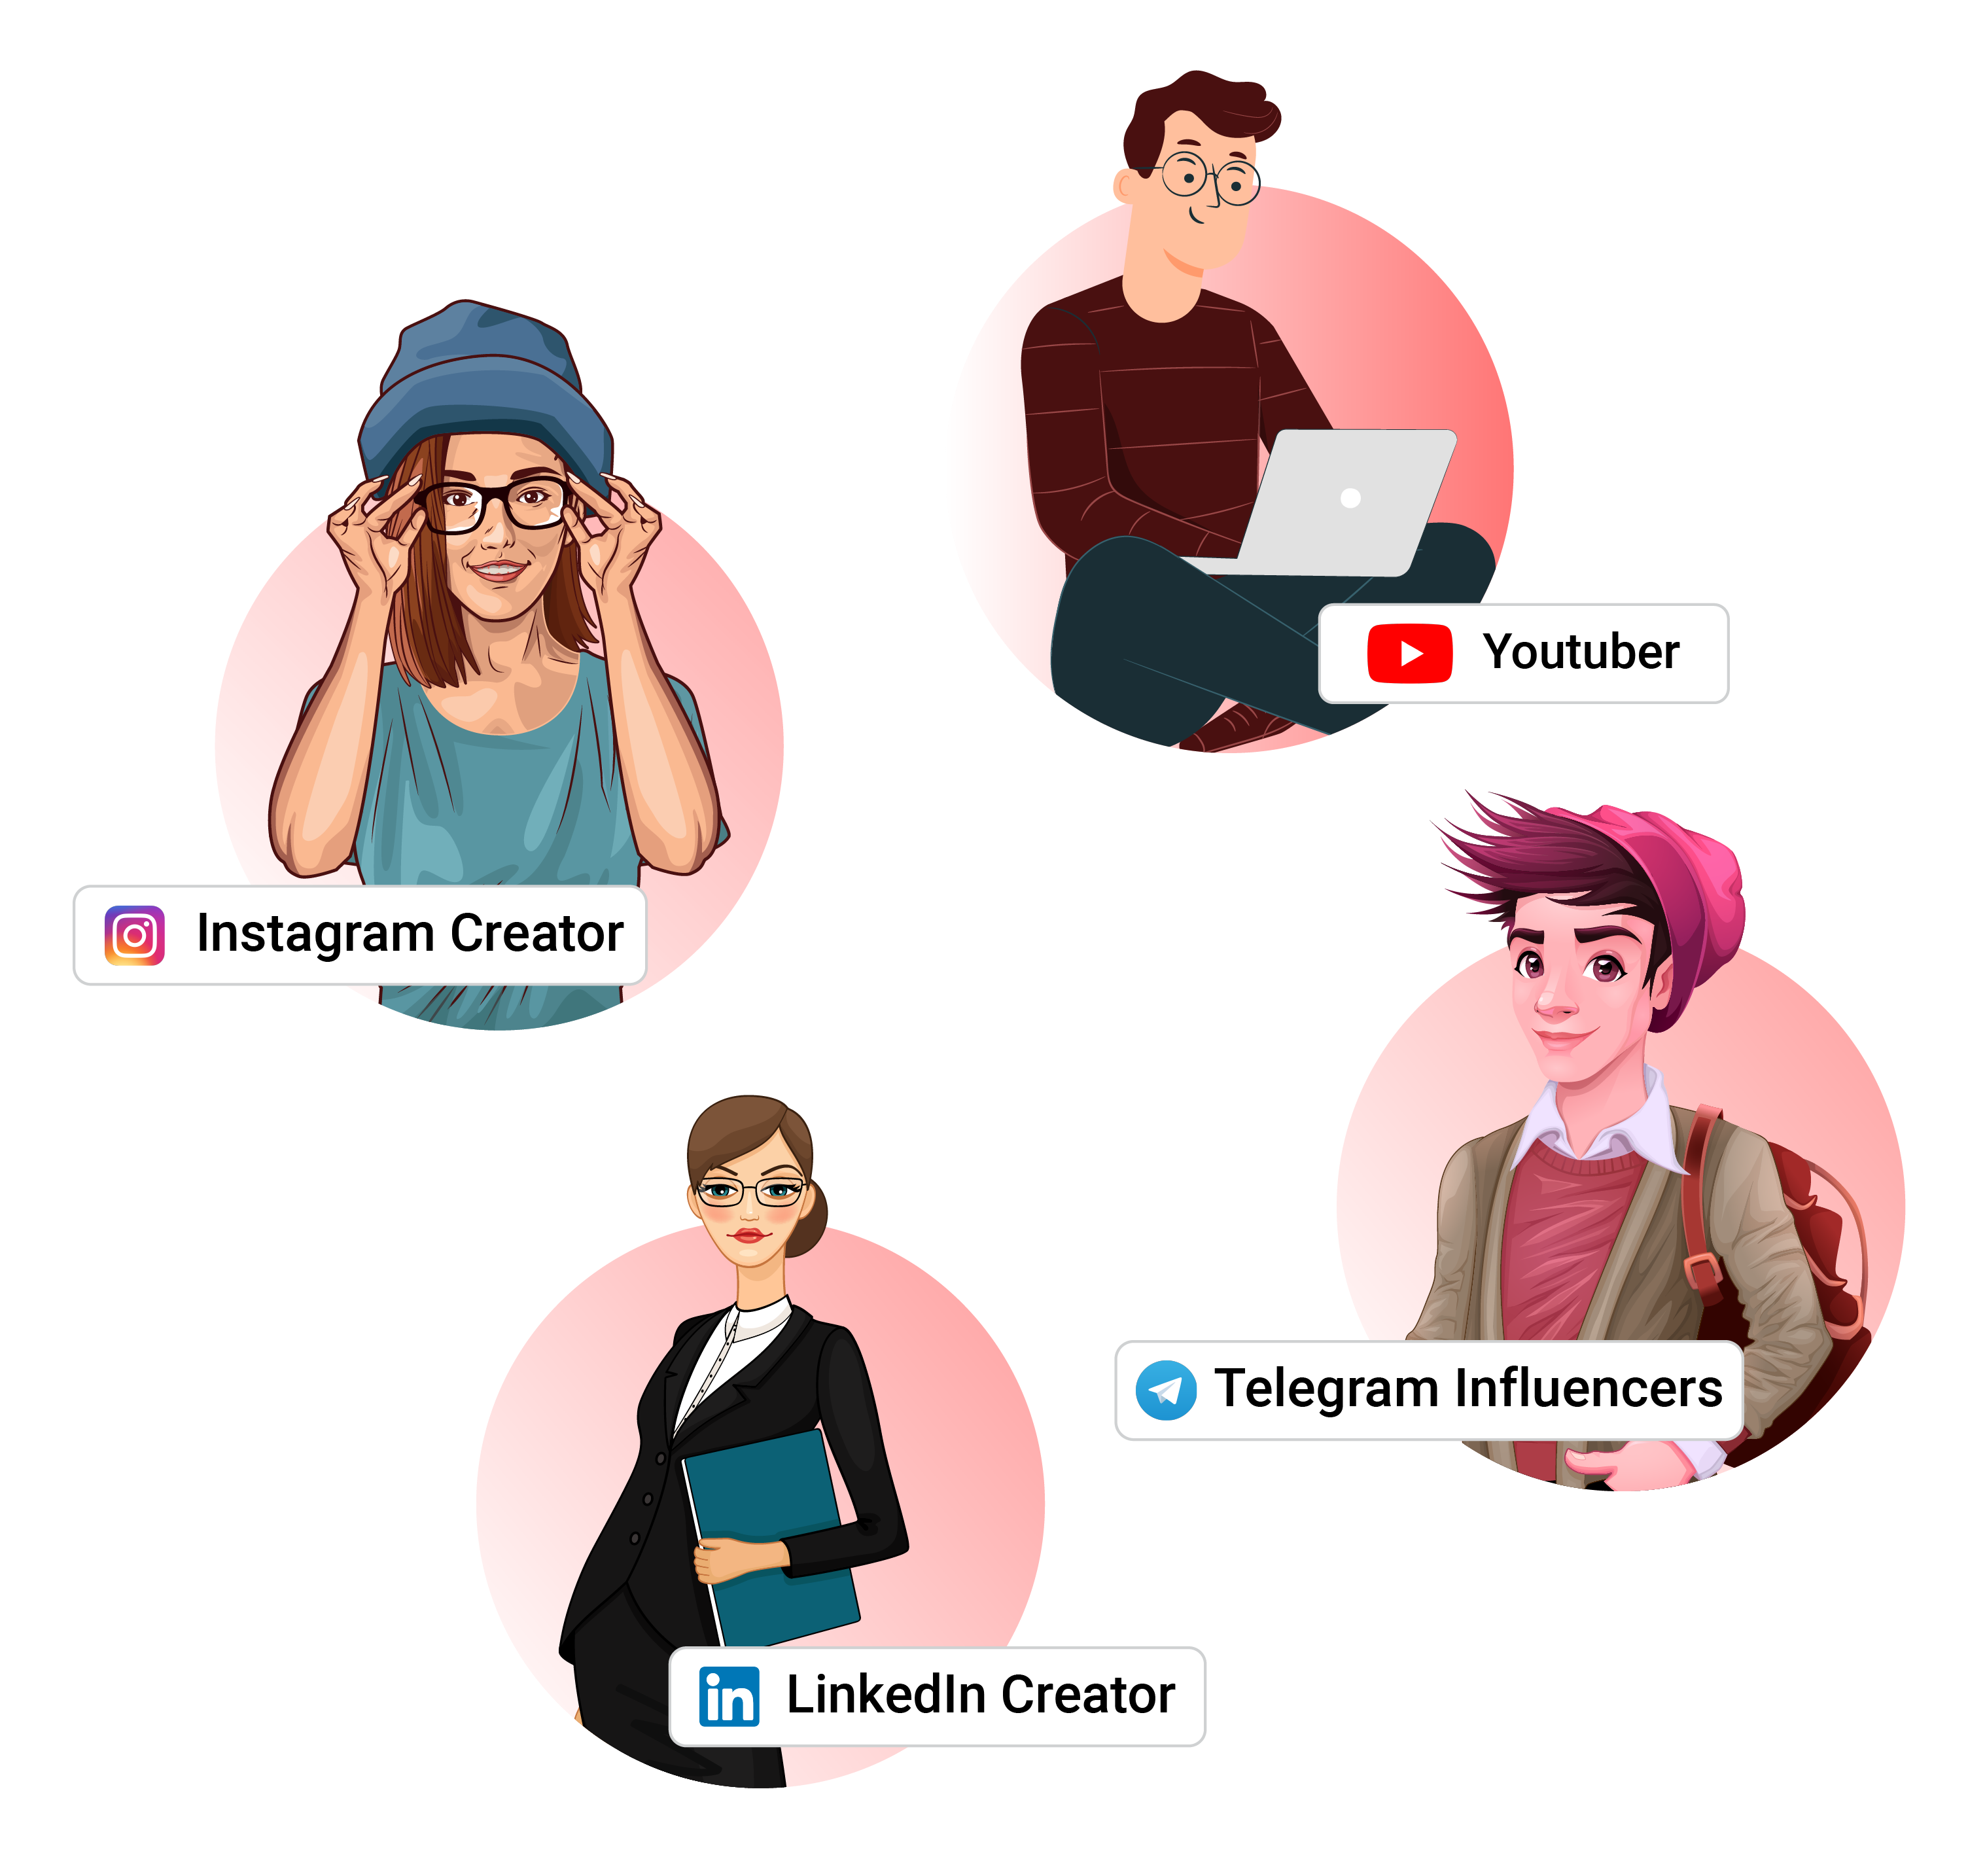 Youtuber
Instagram Creator
Telegram Influencers
LinkedIn Creator